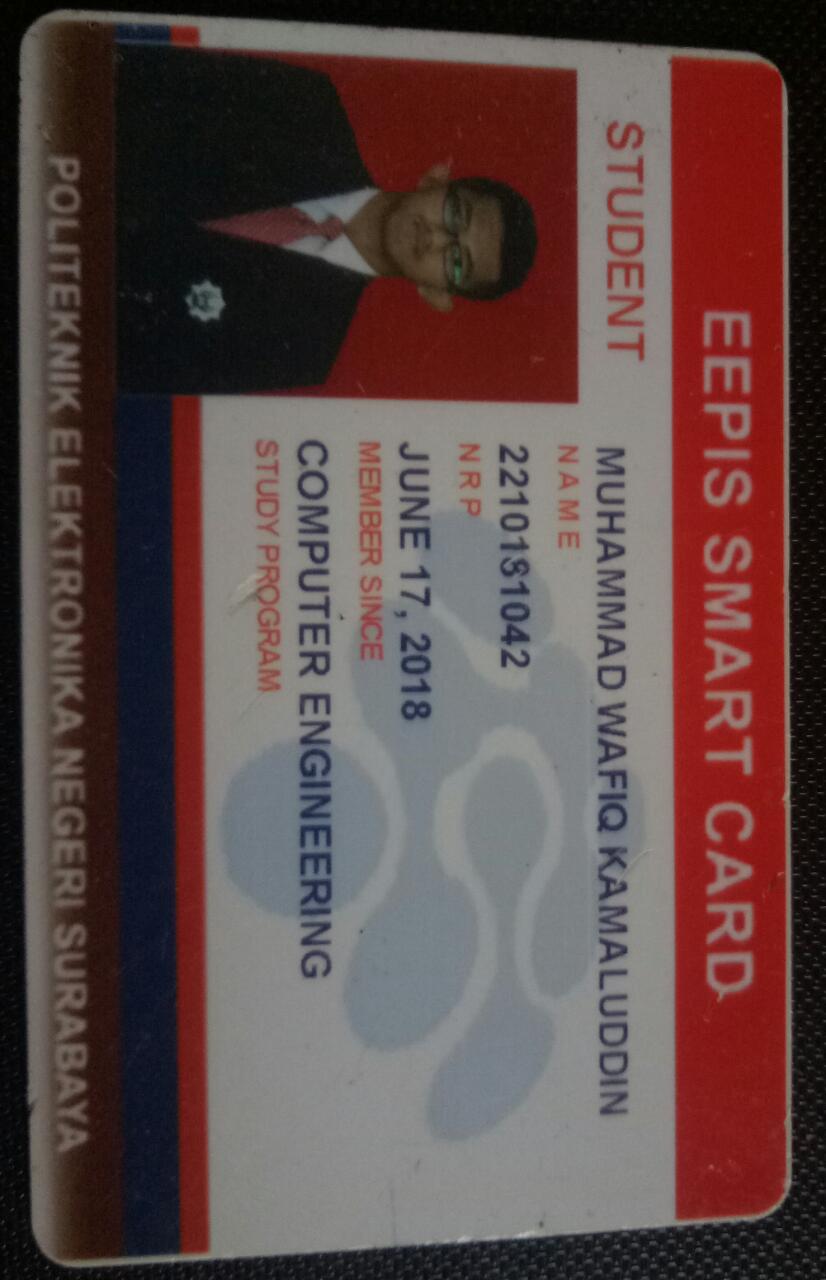 EEPIS SMART CARD
STUDENT
MUHAMMAD WAFIQ KAMALUDDIN
NAME
2210181042
NRP
JUNE 17, 2018
MEMBER SINCE
COMPUTER ENGINEERING
STUDY PROGRAM
POLITEKNIK ELEKTRONIKA NEGERI SURABAYA